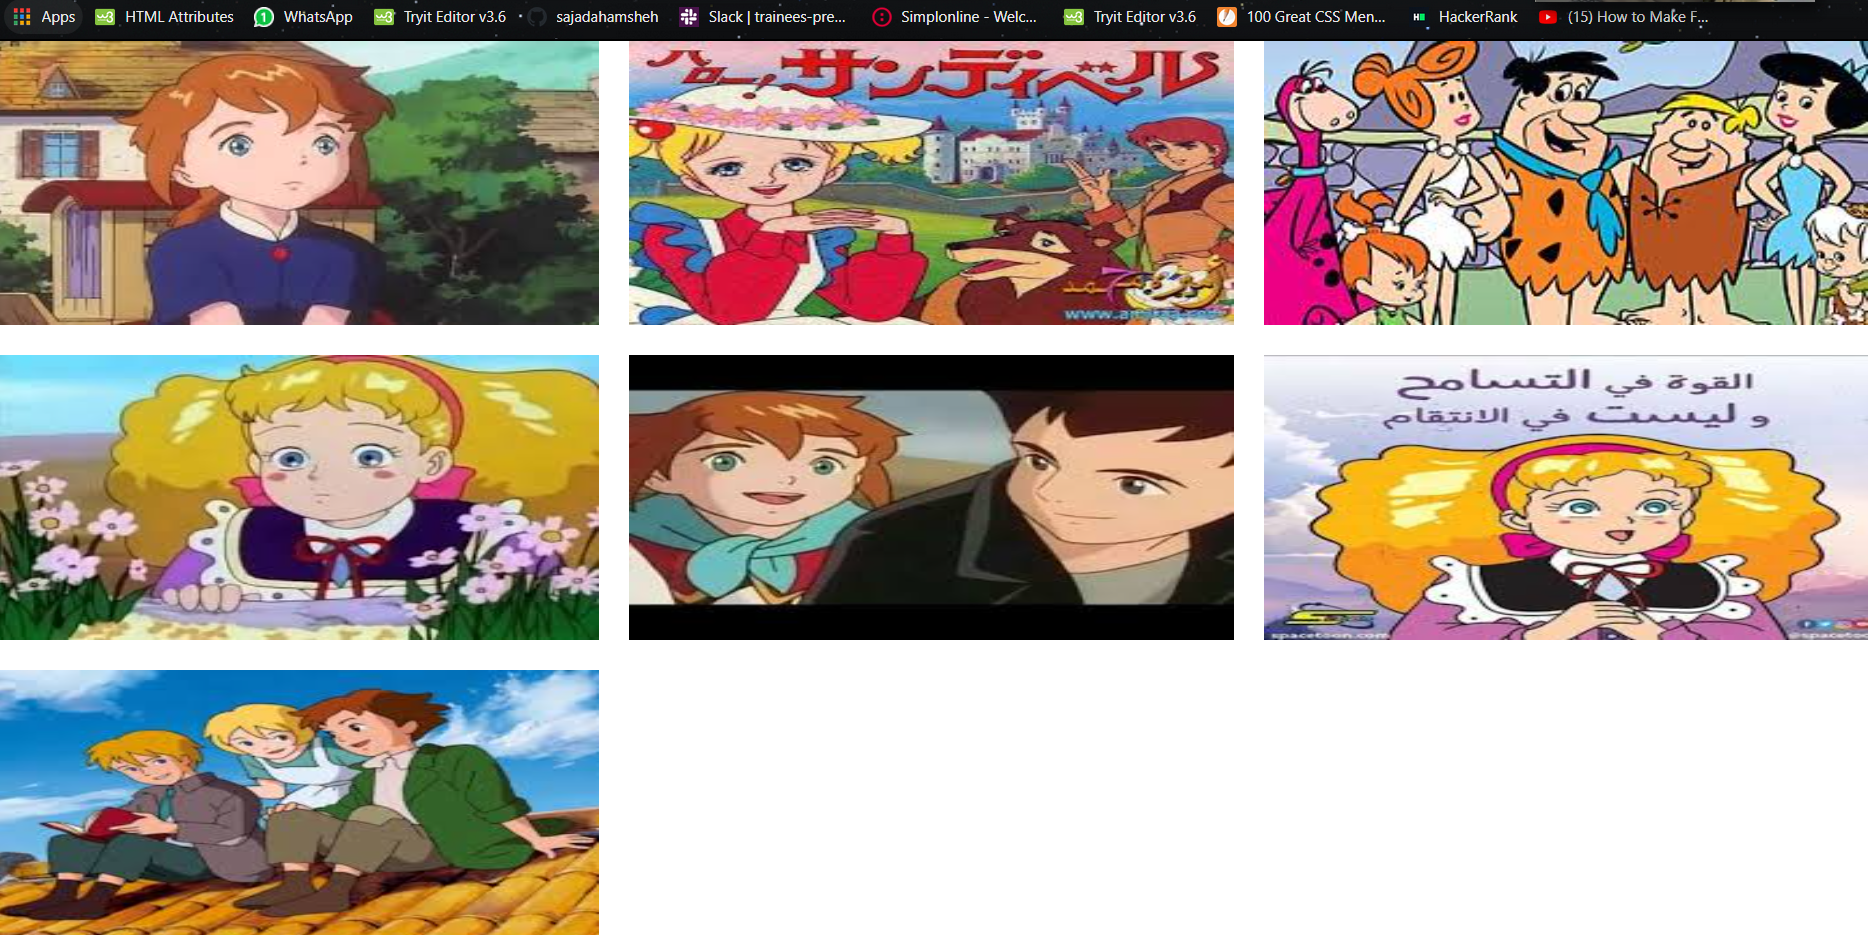 Apps
HTML Attributes
WhatsApp
Tryit Editor v3.6
sajadahamsheh
Slack | trainees-pre...
Simplonline - Welc...
Tryit Editor v3.6
100 Great CSS Men...
HackerRank
(15) How to Make F...
ハロー!サンディベル
القوة في التسامح
و ليست في الانتقام
spacetoon.com